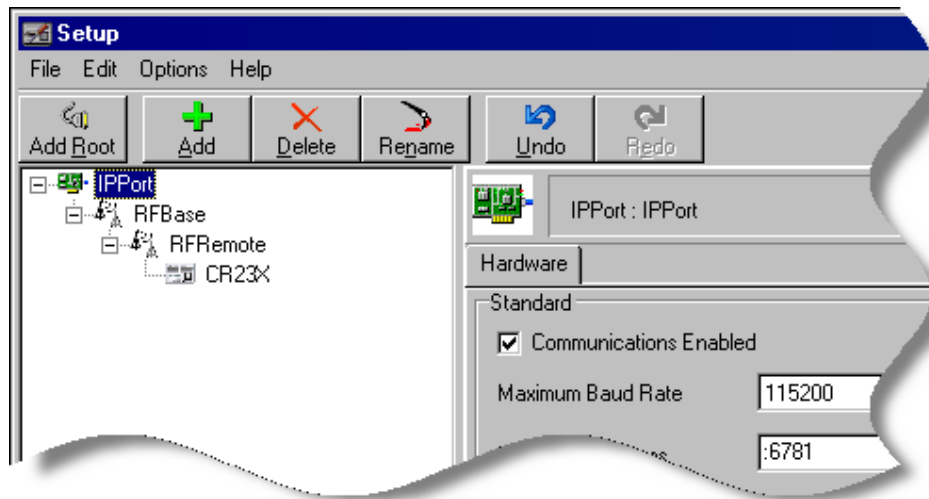 Setup
File Edit Options Help
Add Root Add Delete Rename Undo Redo
IPPort
RFBase
RFRemote
CR23X
IPPort : IPPort
Hardware
Standard
Communications Enabled
Maximum Baud Rate 115200
:6781